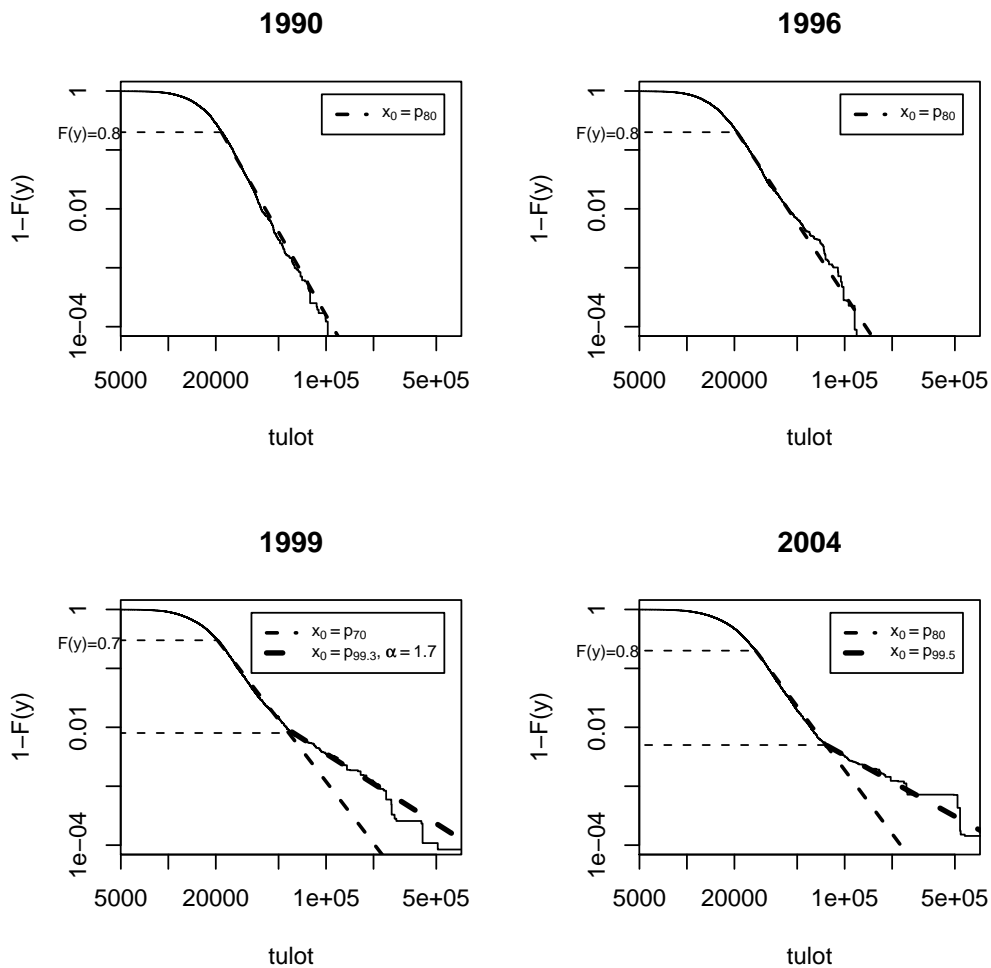 1990
1
F(y)=0.8
0.01
1e−04
1−F(y)
x₀ = p₈₀
5000 20000 1e+05 5e+05
tulot
1996
1
F(y)=0.8
0.01
1e−04
1−F(y)
x₀ = p₈₀
5000 20000 1e+05 5e+05
tulot
1999
1
F(y)=0.7
0.01
1e−04
1−F(y)
x₀ = p₇₀
x₀ = p₉₉.₃, α = 1.7
5000 20000 1e+05 5e+05
tulot
2004
1
F(y)=0.8
0.01
1e−04
1−F(y)
x₀ = p₈₀
x₀ = p₉₉.₅
5000 20000 1e+05 5e+05
tulot